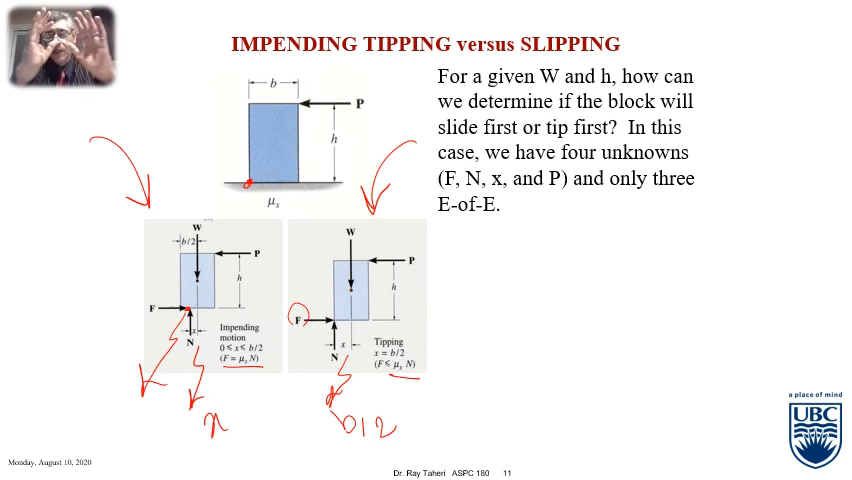 IMPENDING TIPPING versus SLIPPING
For a given W and h, how can
we determine if the block will
slide first or tip first? In this
case, we have four unknowns
(F, N, x, and P) and only three
E-of-E.
b
P
h
μs
W
b/2
P
h
F
x
N
Impending
motion
0 ≤ x ≤ b/2
(F = μs N)
x
W
P
h
F
x
N
Tipping
x = b/2
(F ≤ μs N)
b/2
a place of mind
UBC
Monday, August 10, 2020
Dr. Ray Taheri ASPC 180 11